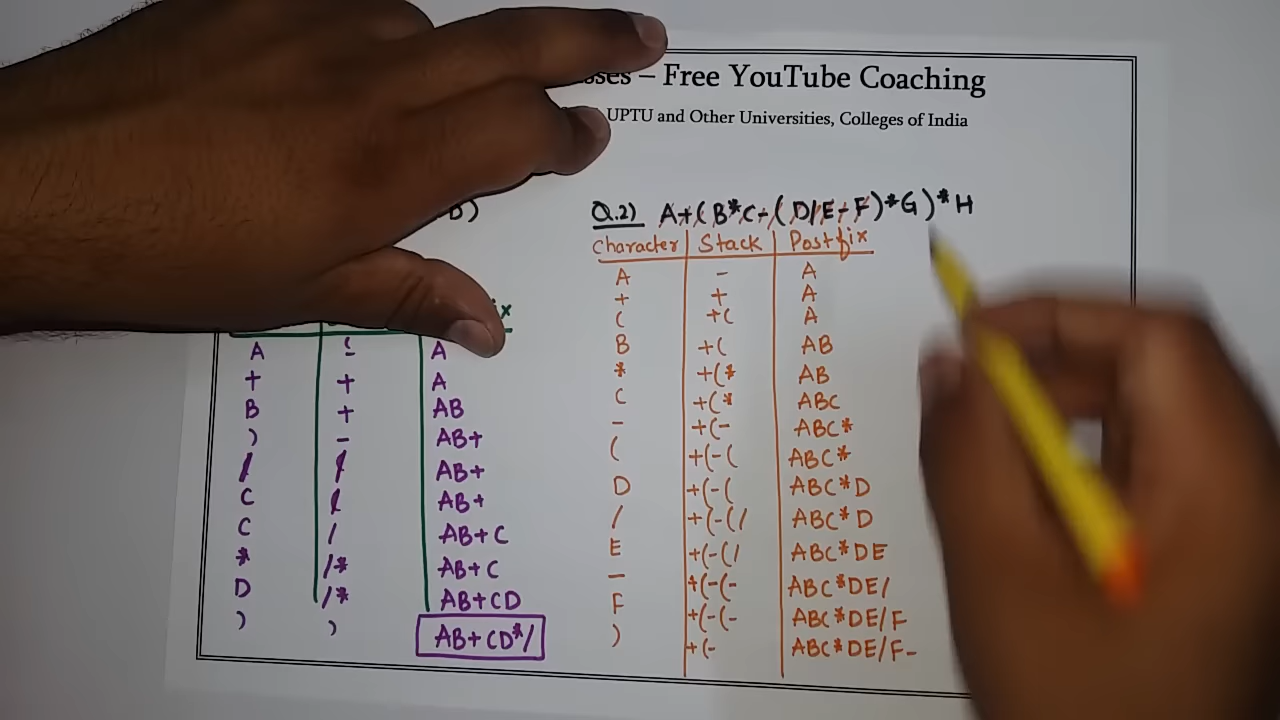 – Free YouTube Coaching
UPTU and Other Universities, Colleges of India
Q.2) A+(B*C-(D/E-F)*G)*H
Character Stack Postfix
A - A
+ + A
( +( A
B +( AB
* +(* AB
C +(* ABC
- +(- ABC*
( +(-( ABC*
D +(-( ABC*D
/ +(-(/ ABC*D
E +(-(/ ABC*DE
- +(-(- ABC*DE/
F +(-(- ABC*DE/F
) +(- ABC*DE/F-
A A
+ + A
B + AB
) - AB+
/ AB+
C AB+
C / AB+C
* /* AB+C
D /* AB+CD
) ) AB+CD*/